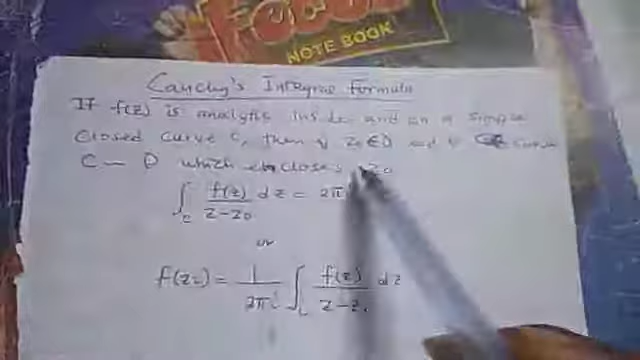 NOTE BOOK
Cauchy's Integral Formula
If f(z) is analytic inside and on a simple
closed curve C, then if z₀ ∈ D and
C D which encloses z₀
∫_C f(z)/(z-z₀) dz = 2π
or
f(z₀) = 1/(2πi) ∫_C f(z)/(z-z₀) dz